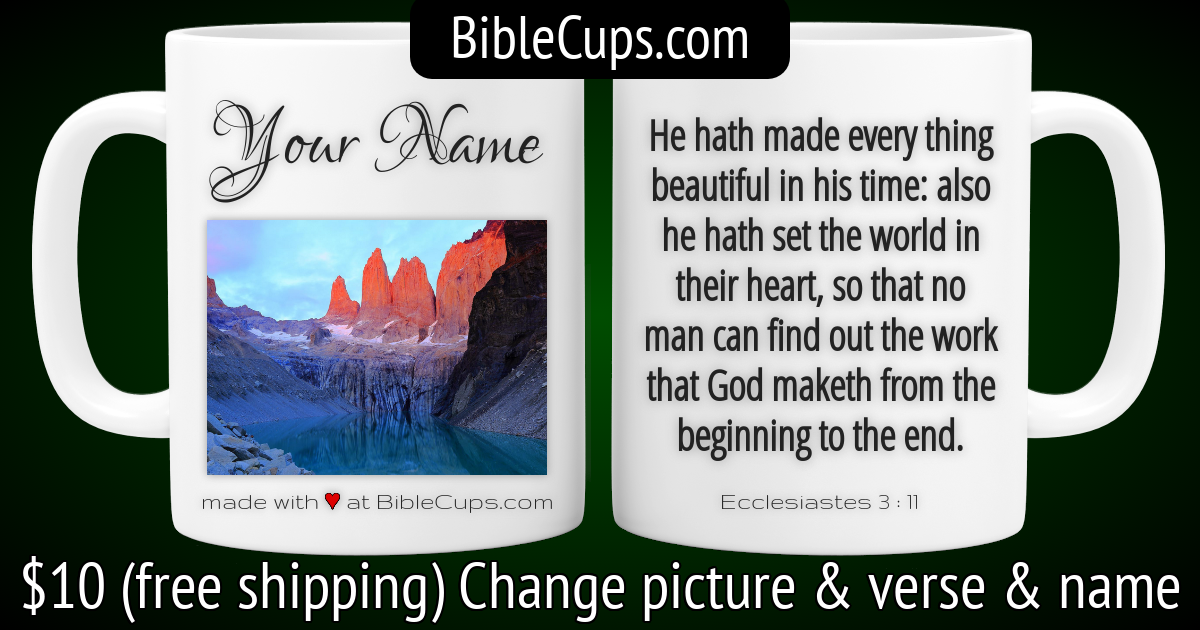 BibleCups.com
Your Name
made with ♥ at BibleCups.com
He hath made every thing
beautiful in his time: also
he hath set the world in
their heart, so that no
man can find out the work
that God maketh from the
beginning to the end.
Ecclesiastes 3 : 11
$10 (free shipping) Change picture & verse & name